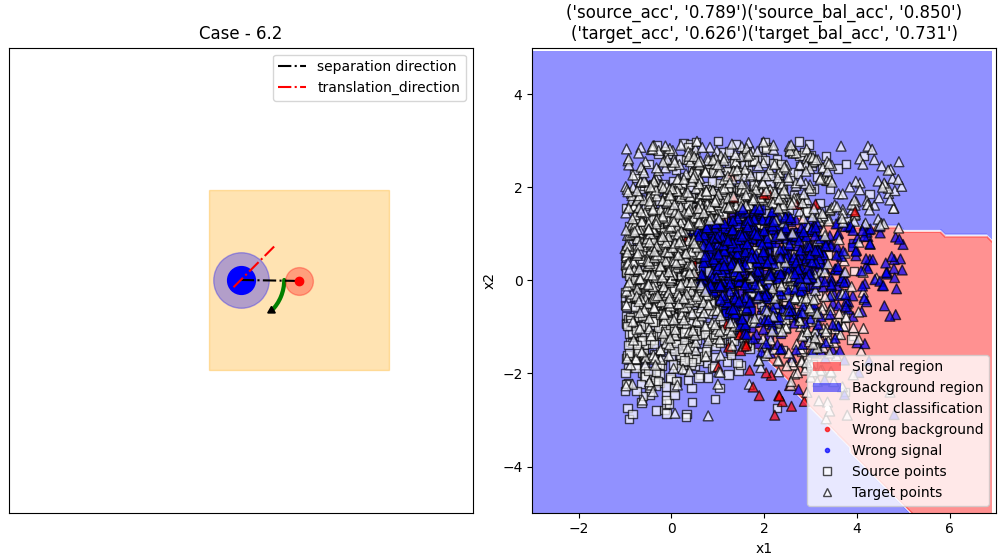 Case - 6.2
separation direction
translation_direction
('source_acc', '0.789')('source_bal_acc', '0.850')
('target_acc', '0.626')('target_bal_acc', '0.731')
4
2
0
−2
−4
x2
Signal region
Background region
Right classification
Wrong background
Wrong signal
Source points
Target points
−2
0
2
4
6
x1